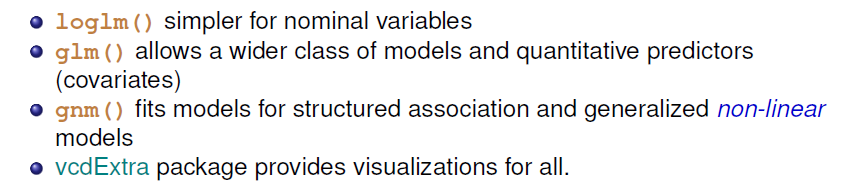 loglm() simpler for nominal variables
glm() allows a wider class of models and quantitative predictors
(covariates)
gnm() fits models for structured association and generalized non-linear
models
vcdExtra package provides visualizations for all.